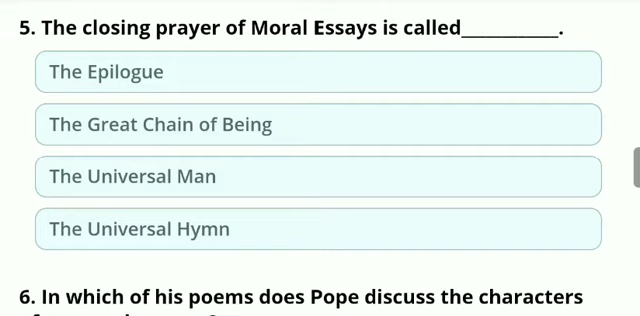 5. The closing prayer of Moral Essays is called__________.
The Epilogue
The Great Chain of Being
The Universal Man
The Universal Hymn
6. In which of his poems does Pope discuss the characters